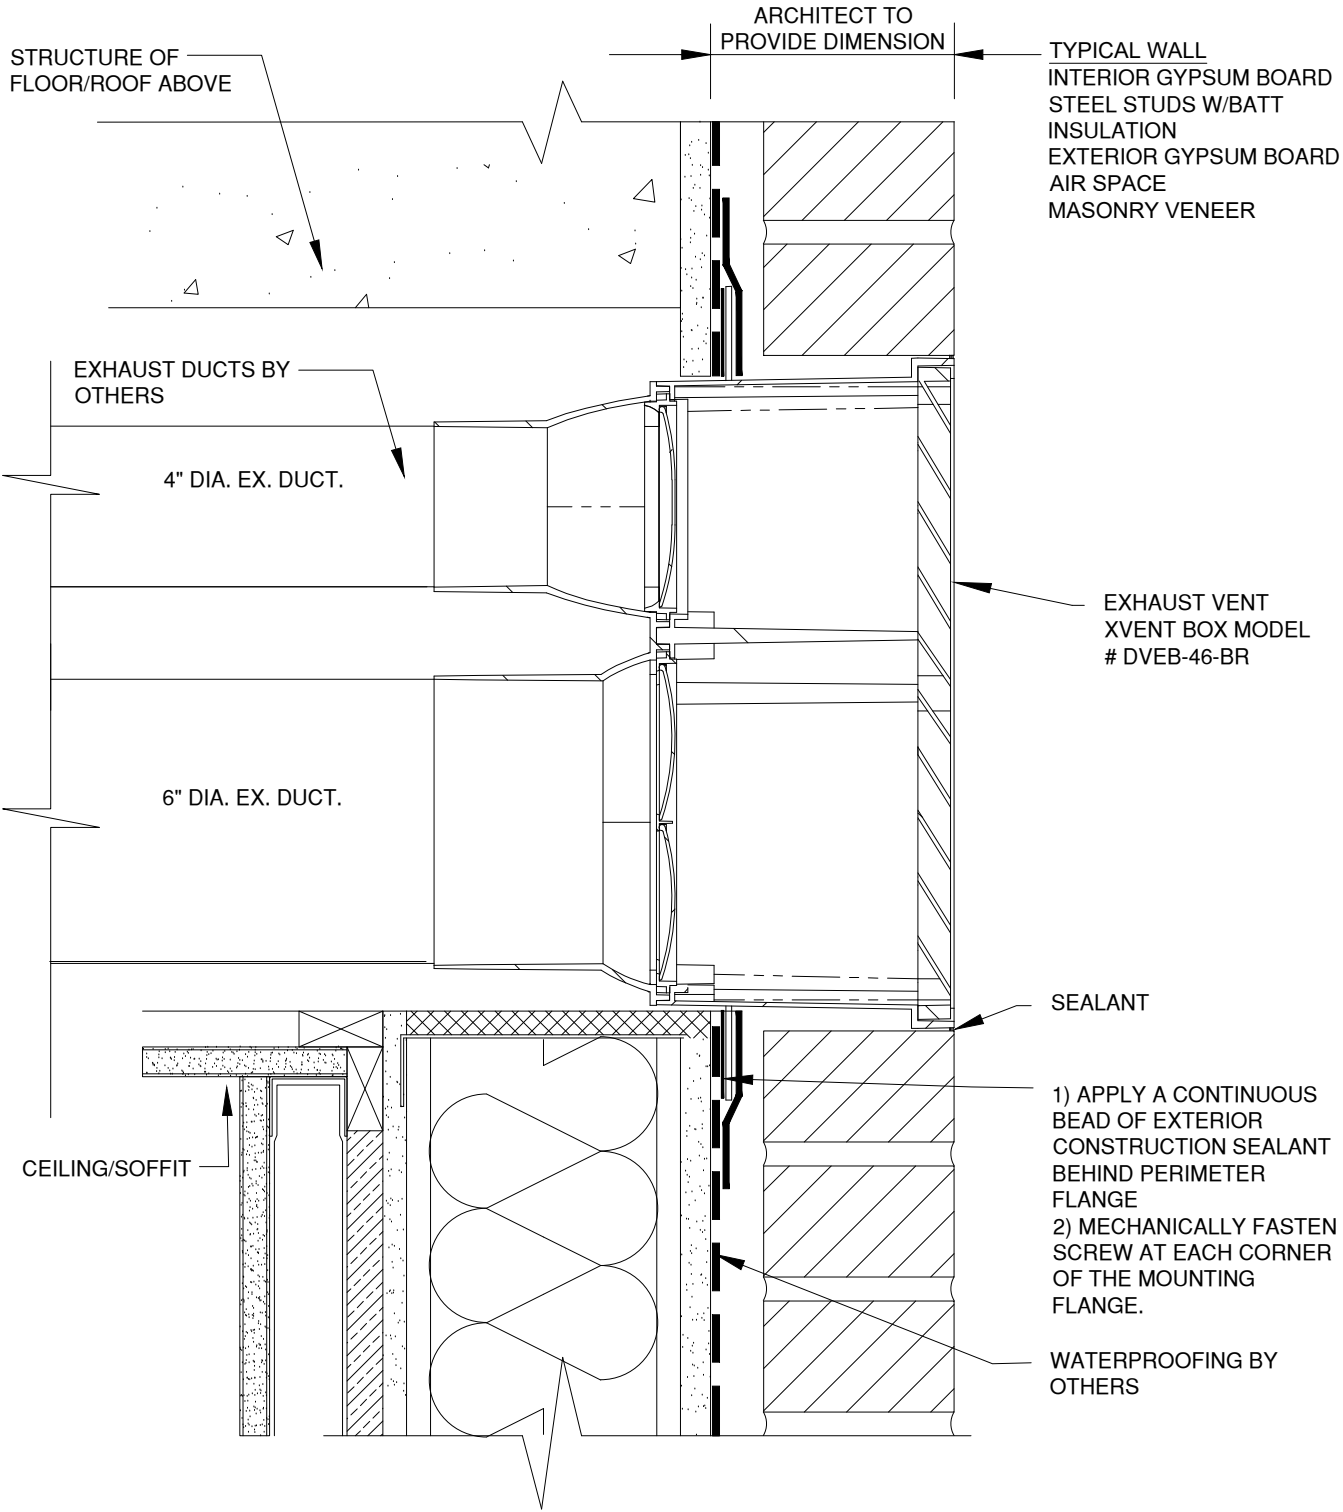 ARCHITECT TO
PROVIDE DIMENSION
STRUCTURE OF
FLOOR/ROOF ABOVE
TYPICAL WALL
INTERIOR GYPSUM BOARD
STEEL STUDS W/BATT
INSULATION
EXTERIOR GYPSUM BOARD
AIR SPACE
MASONRY VENEER
EXHAUST DUCTS BY
OTHERS
4" DIA. EX. DUCT.
EXHAUST VENT
XVENT BOX MODEL
# DVEB-46-BR
6" DIA. EX. DUCT.
SEALANT
1) APPLY A CONTINUOUS
BEAD OF EXTERIOR
CONSTRUCTION SEALANT
BEHIND PERIMETER
FLANGE
2) MECHANICALLY FASTEN
SCREW AT EACH CORNER
OF THE MOUNTING
FLANGE.
CEILING/SOFFIT
WATERPROOFING BY
OTHERS